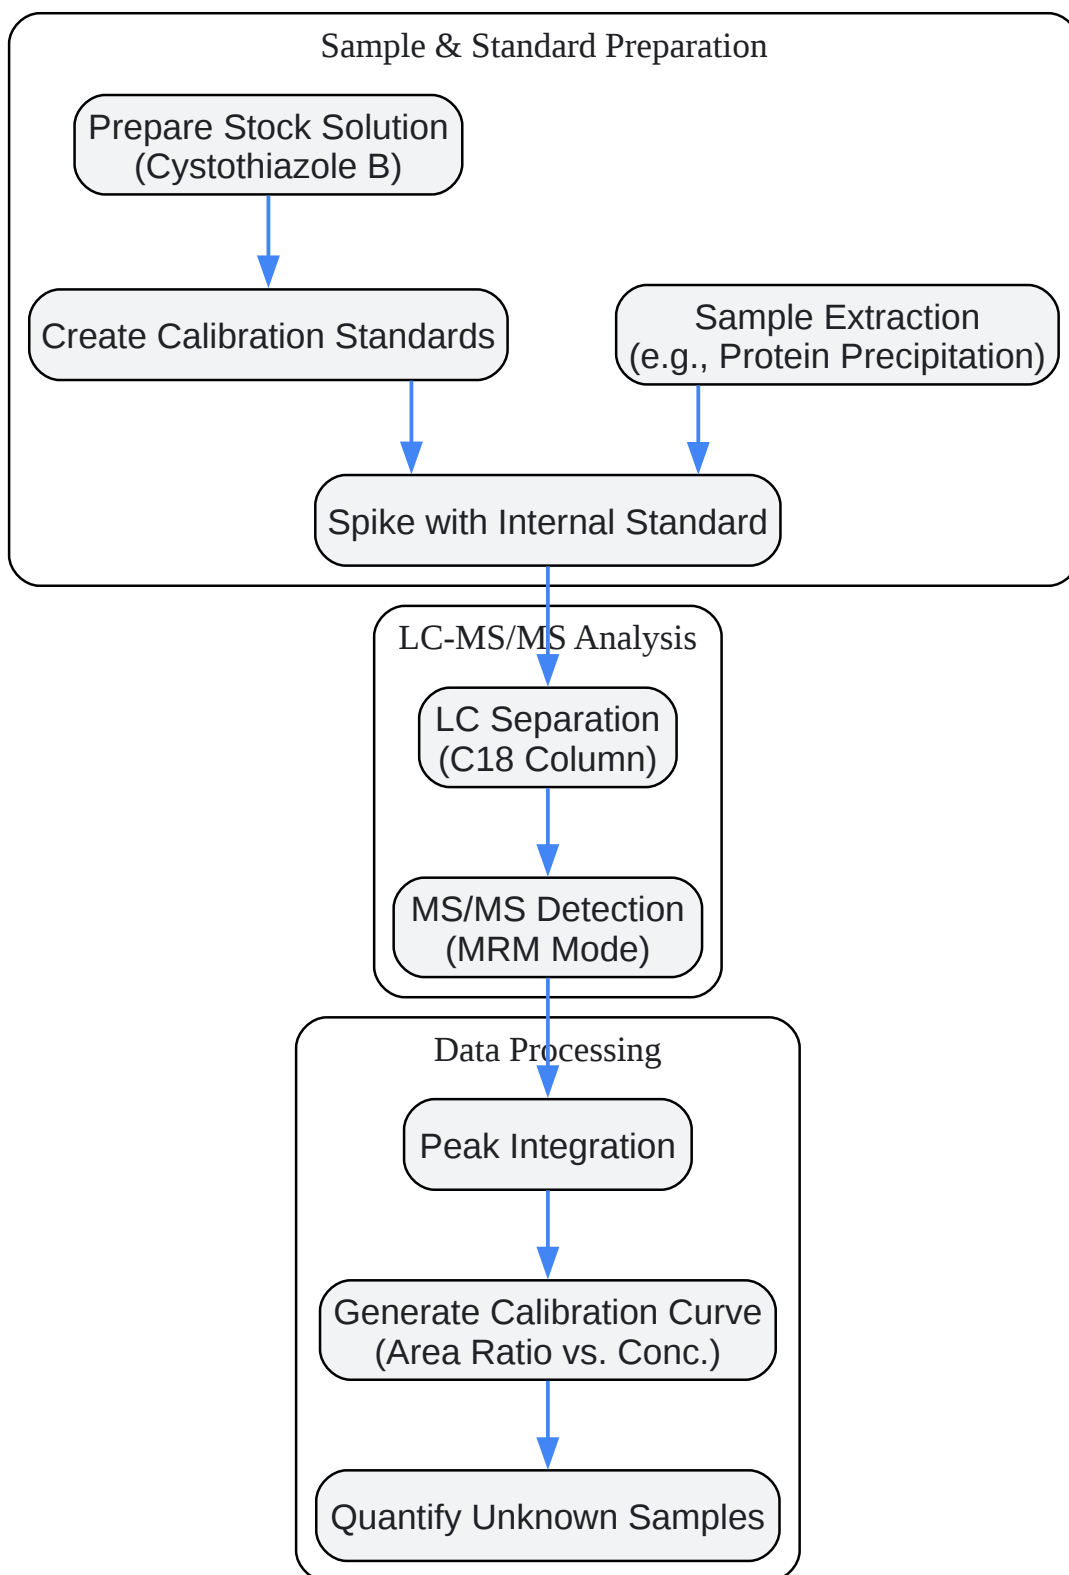 Sample & Standard Preparation
Prepare Stock Solution
(Cystothiazole B)
Create Calibration Standards
Sample Extraction
(e.g., Protein Precipitation)
Spike with Internal Standard
LC-MS/MS Analysis
LC Separation
(C18 Column)
MS/MS Detection
(MRM Mode)
Data Processing
Peak Integration
Generate Calibration Curve
(Area Ratio vs. Conc.)
Quantify Unknown Samples